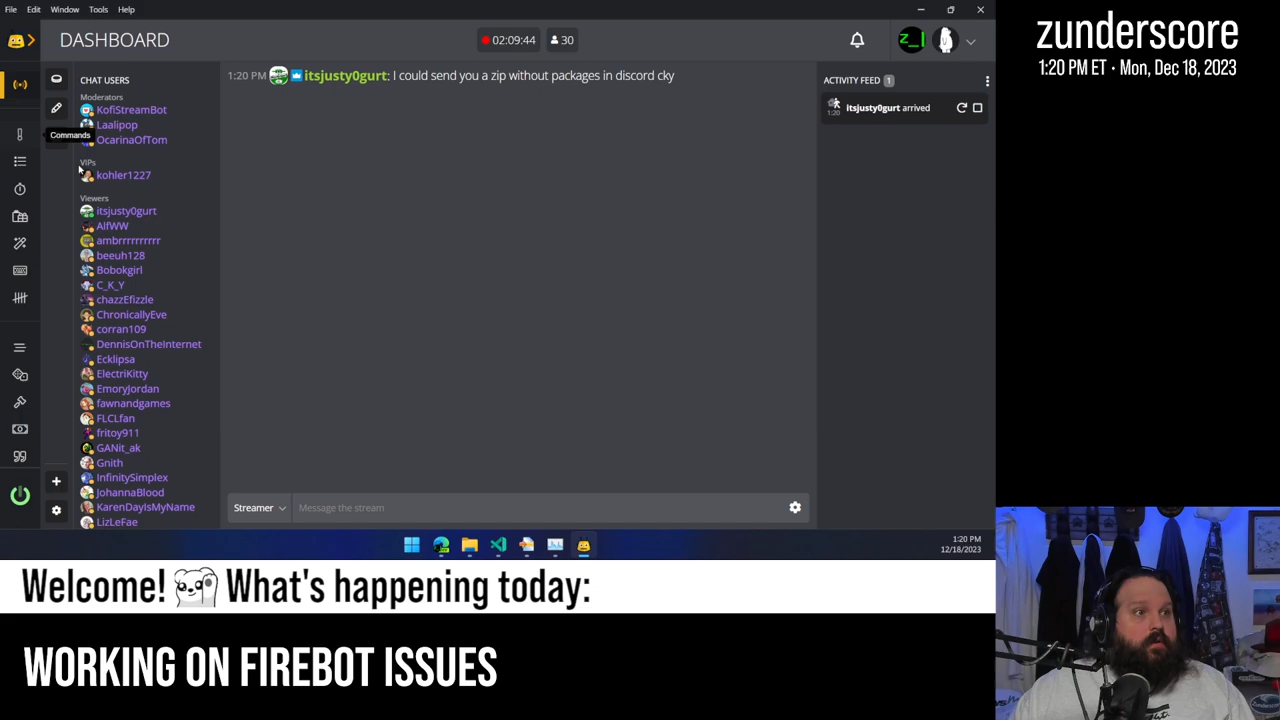 File Edit Window Tools Help
DASHBOARD
02:09:44
30
z_|
CHAT USERS
Moderators
KofiStreamBot
Laalipop
OcarinaOfTom
Commands
VIPs
kohler1227
Viewers
itsjusty0gurt
AlfWW
ambrrrrrrrrrr
beeuh128
Bobokgirl
C_K_Y
chazzEfizzle
ChronicallyEve
corran109
DennisOnTheInternet
Ecklipsa
ElectriKitty
EmoryJordan
fawnandgames
FLCLfan
fritoy911
GANit_ak
Gnith
InfinitySimplex
JohannaBlood
KarenDayIsMyName
LizLeFae
1:20 PM itsjusty0gurt: I could send you a zip without packages in discord cky
Streamer
Message the stream
ACTIVITY FEED 1
1:20
itsjusty0gurt arrived
1:20 PM
12/18/2023
zunderscore
1:20 PM ET · Mon, Dec 18, 2023
Welcome! What's happening today:
WORKING ON FIREBOT ISSUES